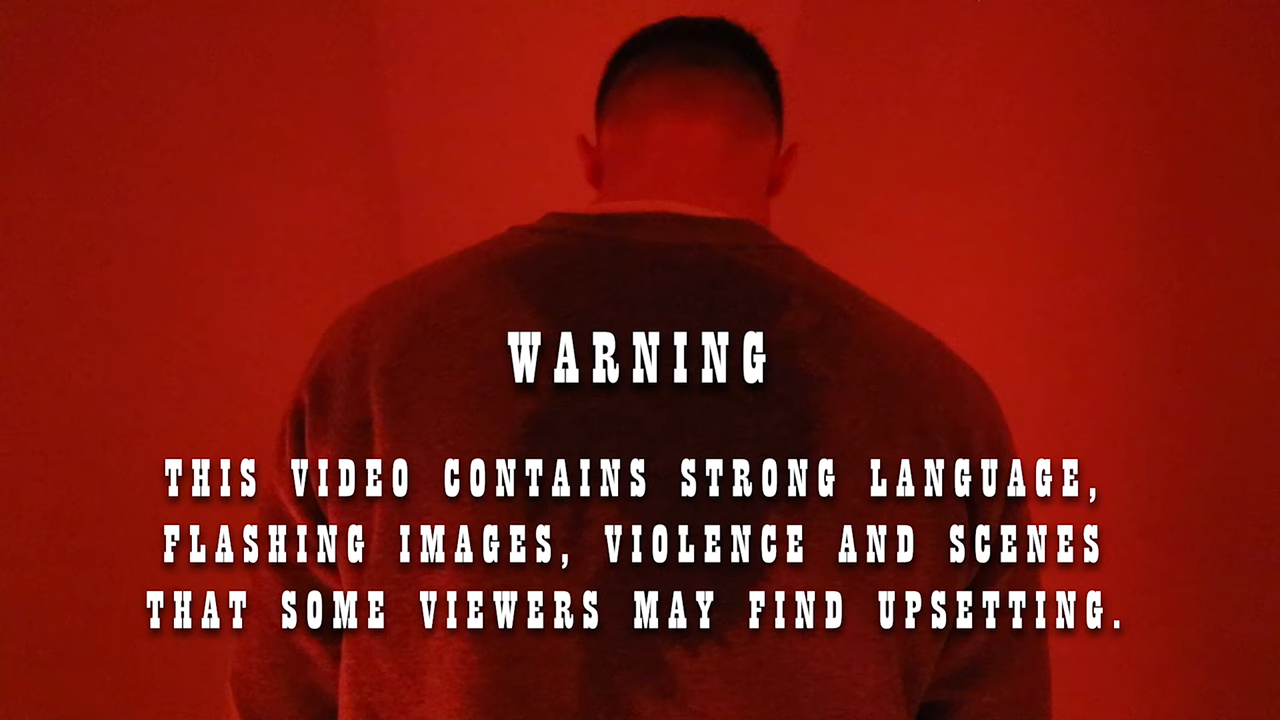 WARNING
THIS VIDEO CONTAINS STRONG LANGUAGE,
FLASHING IMAGES, VIOLENCE AND SCENES
THAT SOME VIEWERS MAY FIND UPSETTING.